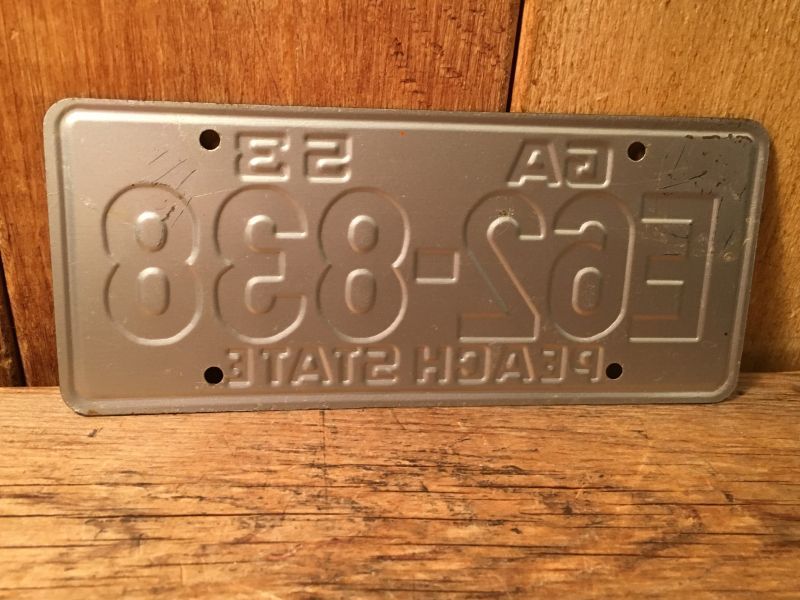 GA 53
E62-838
PEACH STATE